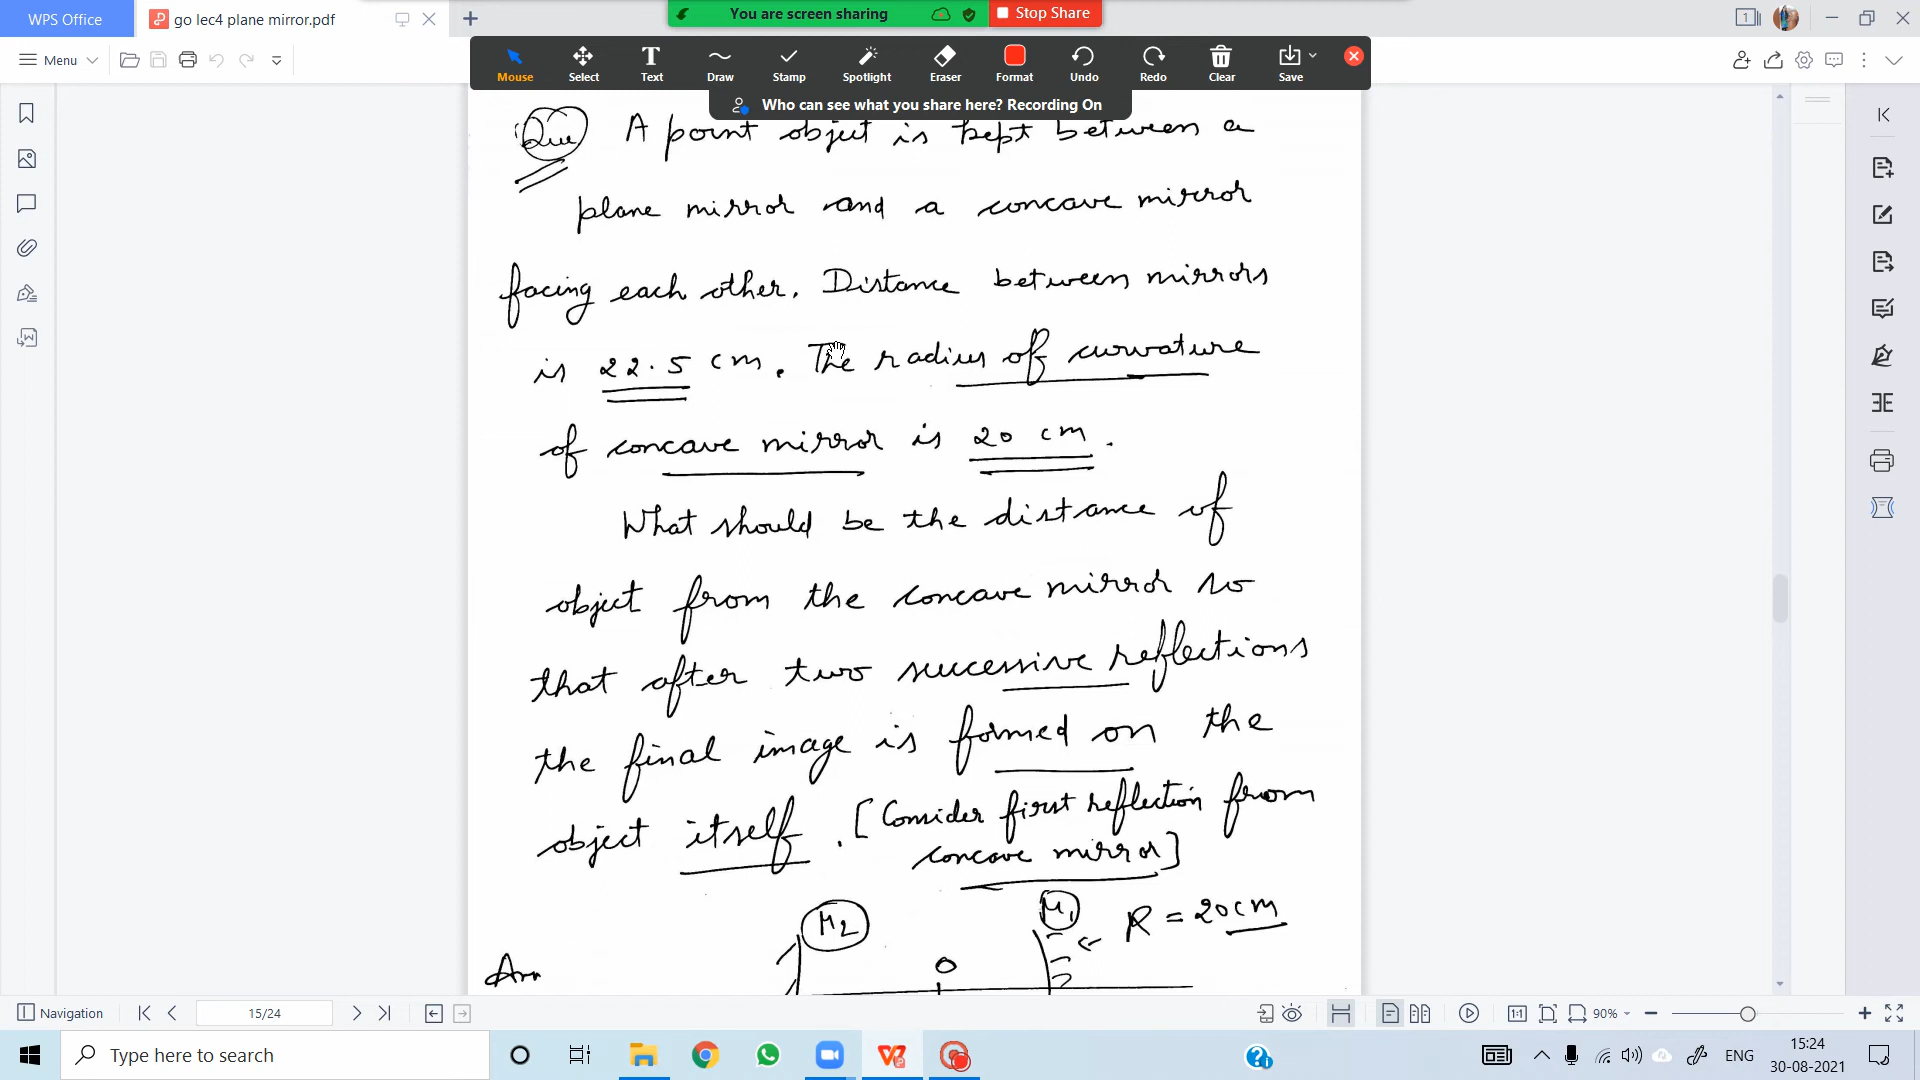 WPS Office
go lec4 plane mirror.pdf
You are screen sharing
Stop Share
1
Menu
Mouse
Select
Text
Draw
Stamp
Spotlight
Eraser
Format
Undo
Redo
Clear
Save
Who can see what you share here? Recording On
Que A point object is kept between a
plane mirror and a concave mirror
facing each other. Distance between mirrors
is 22.5 cm. The radius of curvature
of concave mirror is 20 cm.
What should be the distance of
object from the concave mirror so
that after two successive reflections
the final image is formed on the
object itself. [Consider first reflection from
concave mirror]
M2
M1
R = 20cm
O
Ans
Navigation
15/24
1:1
90%
Type here to search
ENG
15:24
30-08-2021